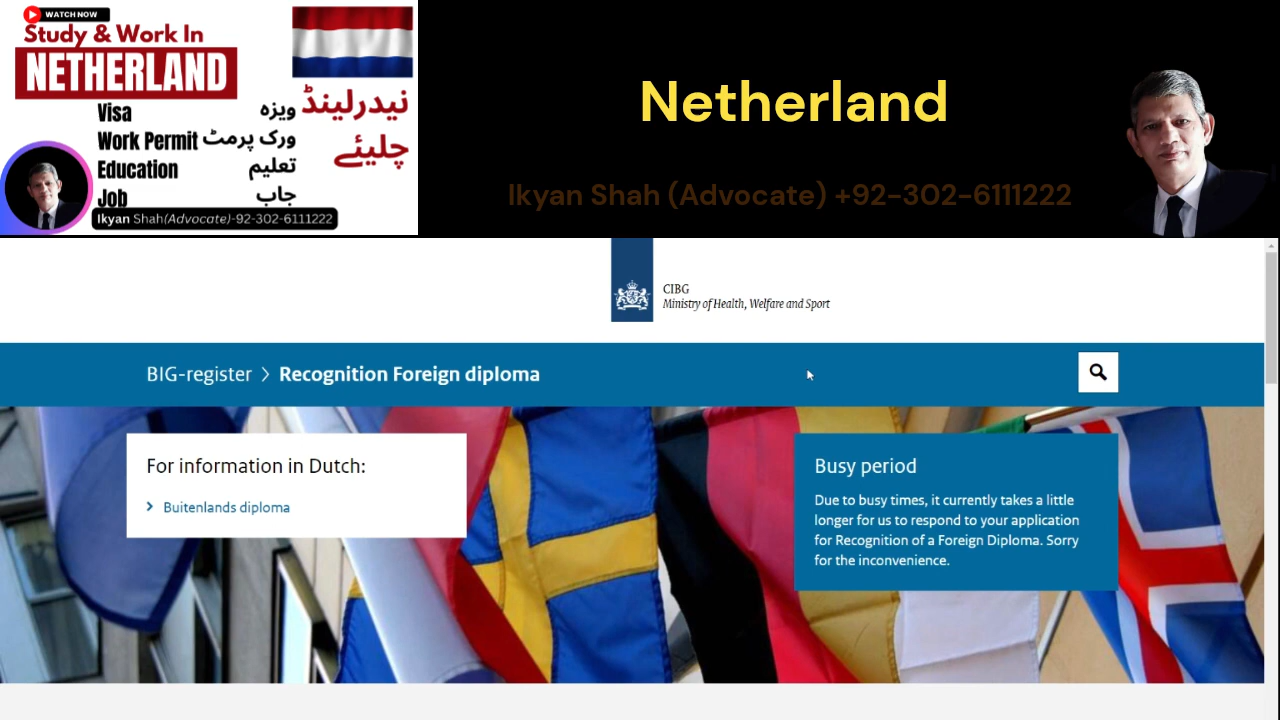 WATCH NOW
Study & Work In
NETHERLAND
Visa
Work Permit
Education
Job
نیدرلینڈ
چلیئے
ویزہ
ورک پرمٹ
تعلیم
جاب
Ikyan Shah(Advocate)-92-302-6111222
Netherland
Ikyan Shah (Advocate) +92-302-6111222
CIBG
Ministry of Health, Welfare and Sport
BIG-register > Recognition Foreign diploma
For information in Dutch:
Buitenlands diploma
Busy period
Due to busy times, it currently takes a little
longer for us to respond to your application
for Recognition of a Foreign Diploma. Sorry
for the inconvenience.